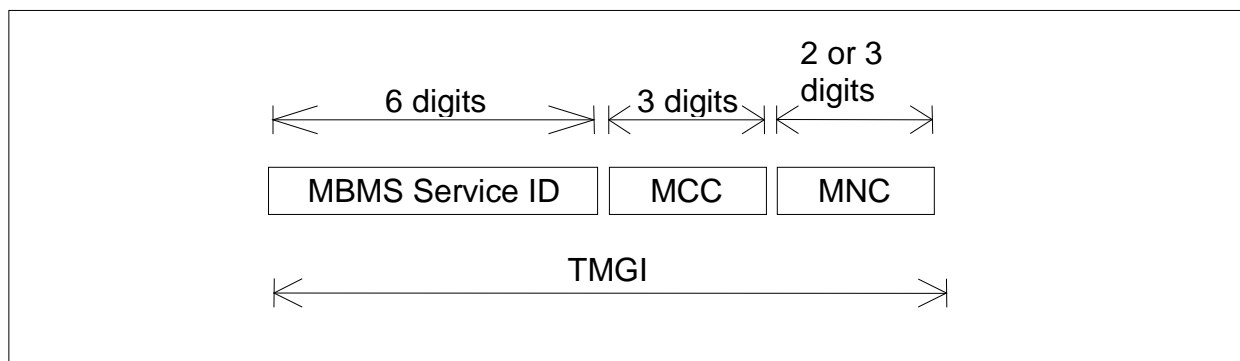 2 or 3
digits
6 digits
3 digits
MBMS Service ID
MCC
MNC
TMGI